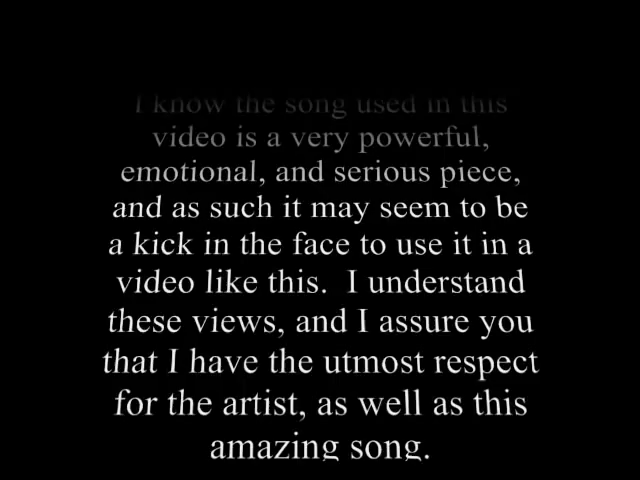 I know the song used in this
video is a very powerful,
emotional, and serious piece,
and as such it may seem to be
a kick in the face to use it in a
video like this.  I understand
these views, and I assure you
that I have the utmost respect
for the artist, as well as this
amazing song.